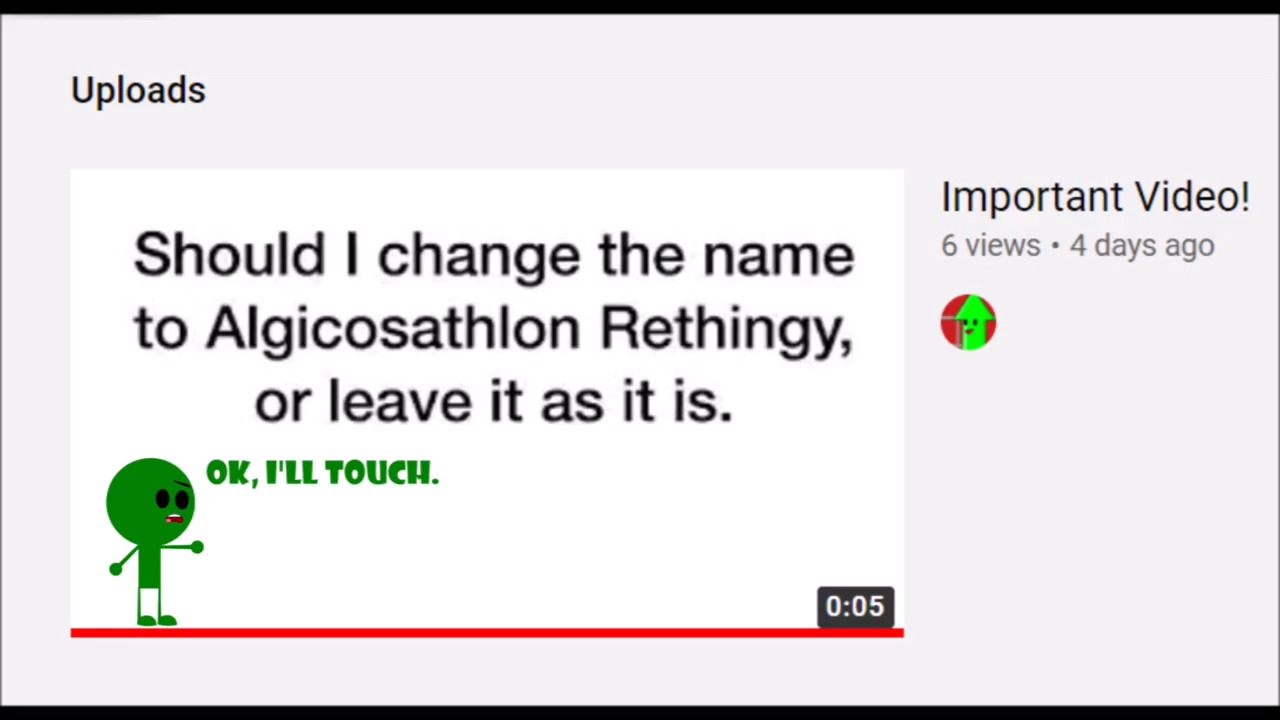 Uploads
Should I change the name
to Algicosathlon Rethingy,
or leave it as it is.
OK, I'LL TOUCH.
0:05
Important Video!
6 views • 4 days ago